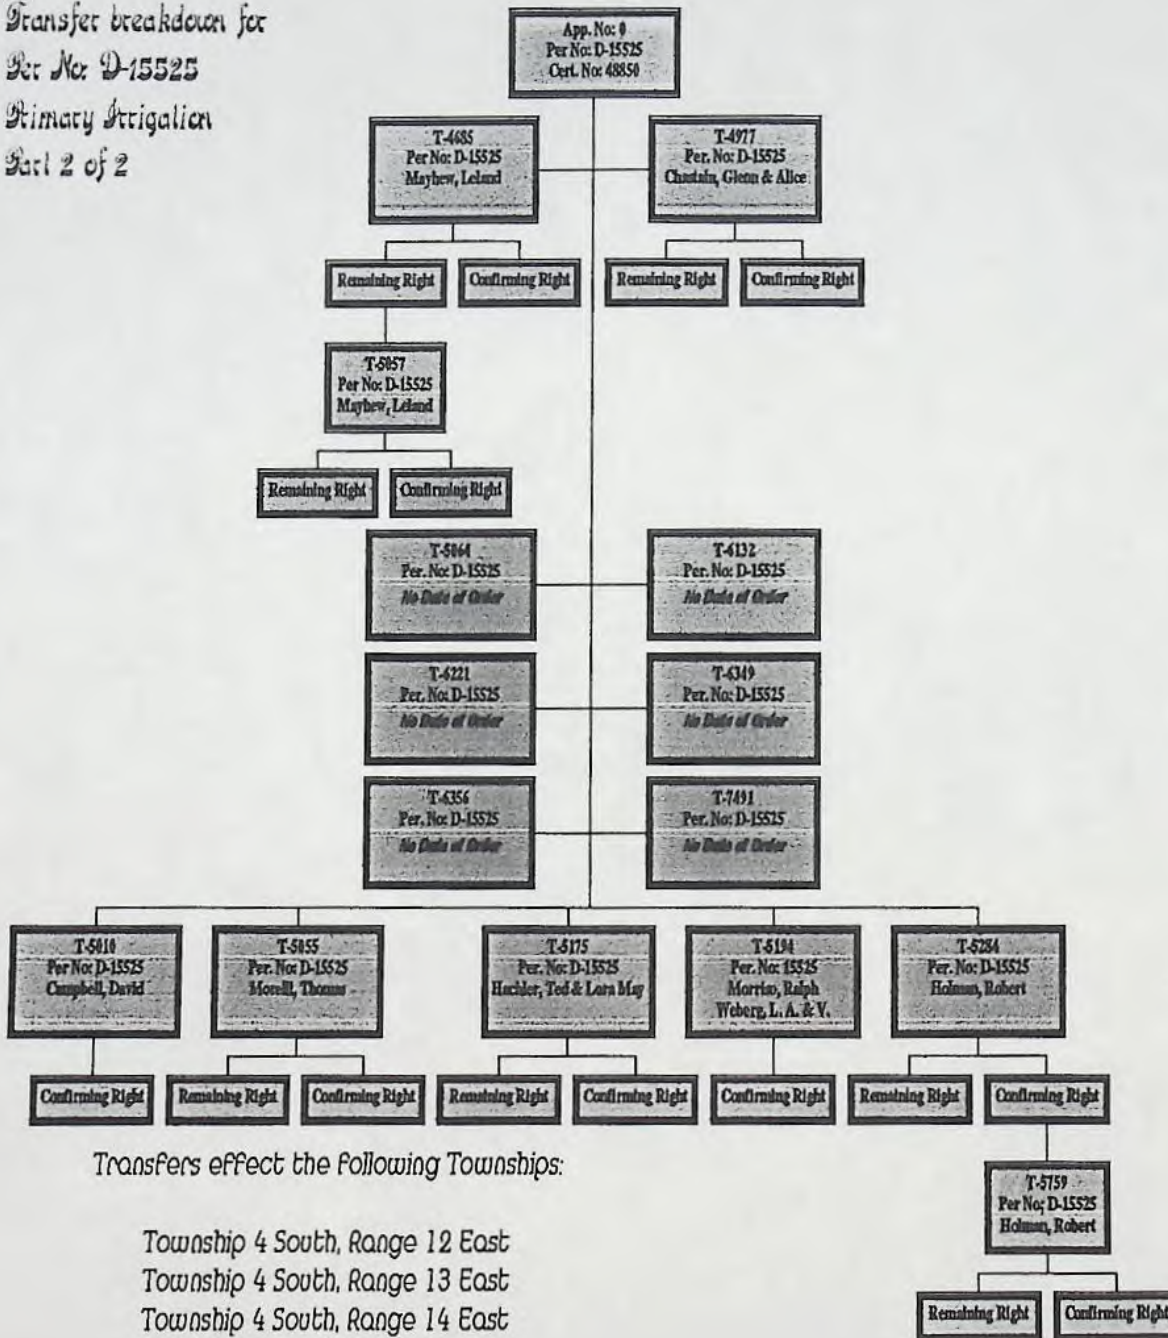 Transfer breakdown for
Per No: D-15525
Primary Irrigation
Part 2 of 2
App. No: 0
Per No: D-15525
Cert. No: 48850
T-4685
Per No: D-15525
Mayhew, Leland
T-4977
Per. No: D-15525
Chastain, Glenn & Alice
Remaining Right
Confirming Right
Remaining Right
Confirming Right
T-5057
Per No: D-15525
Mayhew, Leland
Remaining Right
Confirming Right
T-5064
Per. No: D-15525
No Date of Order
T-6132
Per. No: D-15525
No Date of Order
T-6221
Per. No: D-15525
No Date of Order
T-6349
Per. No: D-15525
No Date of Order
T-6356
Per. No: D-15525
No Date of Order
T-7491
Per. No: D-15525
No Date of Order
T-5010
Per No: D-15525
Campbell, David
T-5055
Per. No: D-15525
Morelli, Thomas
T-5175
Per. No: D-15525
Hachler, Ted & Lora May
T-5194
Per. No: 15525
Morriso, Ralph
Weberg, L. A. & V.
T-5284
Per. No: D-15525
Holman, Robert
Confirming Right
Remaining Right
Confirming Right
Remaining Right
Confirming Right
Confirming Right
Remaining Right
Confirming Right
T-5759
Per No; D-15525
Holman, Robert
Remaining Right
Confirming Right
Transfers effect the following Townships:
Township 4 South, Range 12 East
Township 4 South, Range 13 East
Township 4 South, Range 14 East